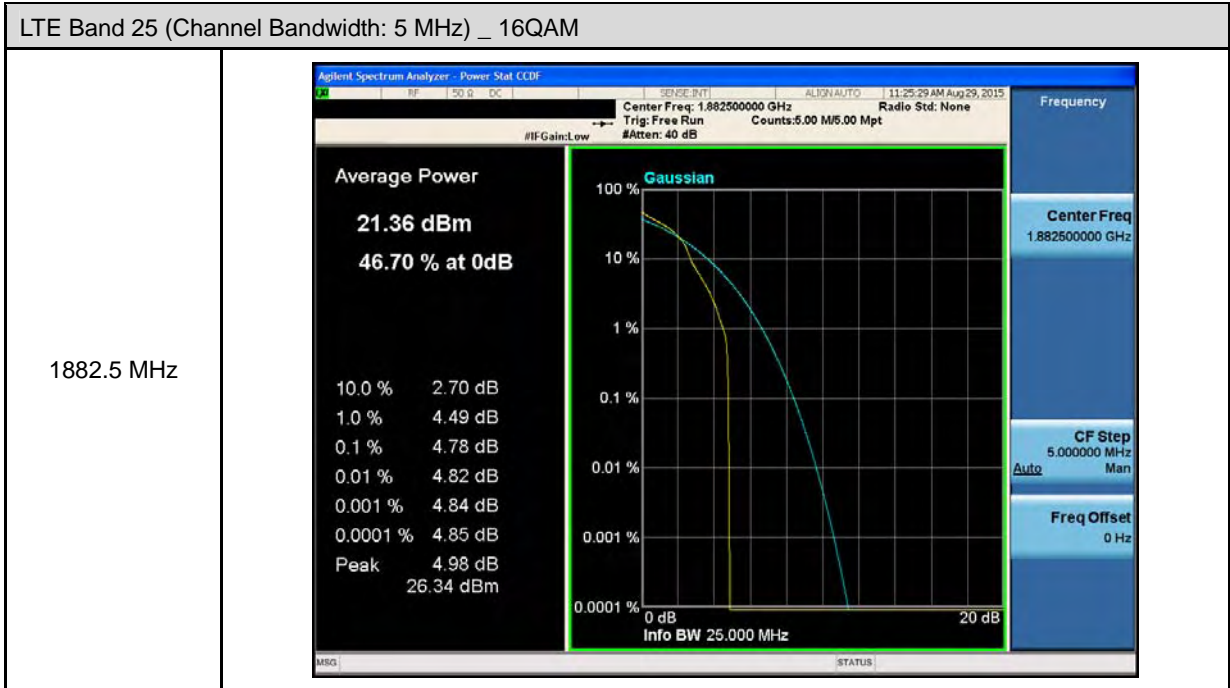 LTE Band 25 (Channel Bandwidth: 5 MHz) _ 16QAM
1882.5 MHz
Agilent Spectrum Analyzer - Power Stat CCDF
RF 50 Ω DC SENSE:INT ALIGN AUTO 11:25:29 AM Aug 29, 2015
Center Freq: 1.882500000 GHz Radio Std: None
Trig: Free Run Counts:5.00 M/5.00 Mpt
#IFGain:Low #Atten: 40 dB
Average Power
21.36 dBm
46.70 % at 0dB
10.0 % 2.70 dB
1.0 % 4.49 dB
0.1 % 4.78 dB
0.01 % 4.82 dB
0.001 % 4.84 dB
0.0001 % 4.85 dB
Peak 4.98 dB
26.34 dBm
Gaussian
100 %
10 %
1 %
0.1 %
0.01 %
0.001 %
0.0001 %
0 dB 20 dB
Info BW 25.000 MHz
Frequency
Center Freq
1.882500000 GHz
CF Step
5.000000 MHz
Auto Man
Freq Offset
0 Hz
MSG STATUS